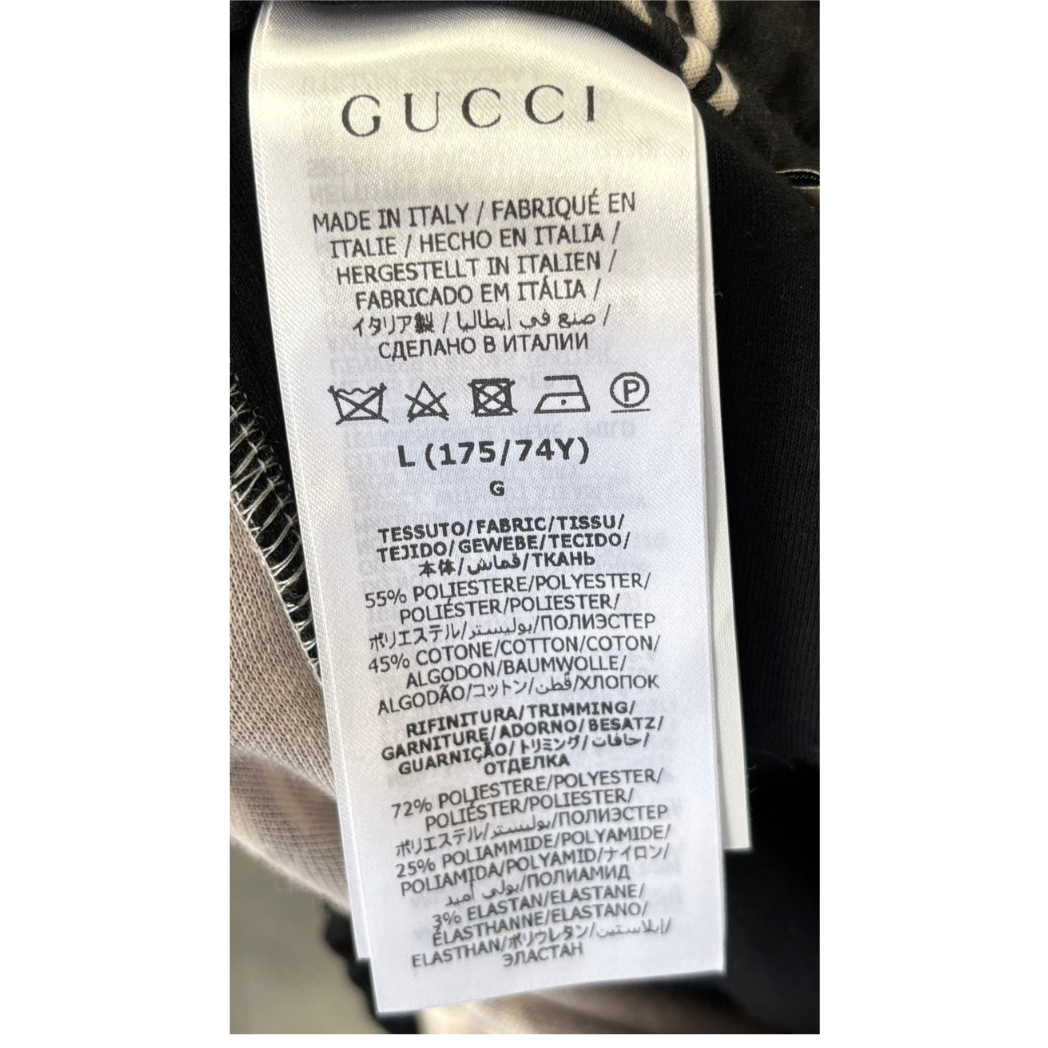 GUCCI
MADE IN ITALY / FABRIQUÉ EN
ITALIE / HECHO EN ITALIA /
HERGESTELLT IN ITALIEN /
FABRICADO EM ITÁLIA /
イタリア製 / صنع في إيطاليا /
СДЕЛАНО В ИТАЛИИ
P
L (175/74Y)
G
TESSUTO/FABRIC/TISSU/
TEJIDO/GEWEBE/TECIDO/
本体/قماش/ТКАНЬ
55% POLIESTERE/POLYESTER/
POLIÉSTER/POLIESTER/
ポリエステル/بوليستر/ПОЛИЭСТЕР
45% COTONE/COTTON/COTON/
ALGODON/BAUMWOLLE/
ALGODÃO/コットン/قطن/ХЛОПОК
RIFINITURA/TRIMMING/
GARNITURE/ADORNO/BESATZ/
GUARNIÇÃO/トリミング/حافات/
ОТДЕЛКА
72% POLIESTERE/POLYESTER/
POLIÉSTER/POLIESTER/
ポリエステル/بوليستر/ПОЛИЭСТЕР
25% POLIAMMIDE/POLYAMIDE/
POLIAMIDA/POLYAMID/ナイロン/
بولي أميد/ПОЛИАМИД
3% ELASTAN/ELASTANE/
ÉLASTHANNE/ELASTANO/
ELASTHAN/ポリウレタン/إيلاستين/
ЭЛАСТАН